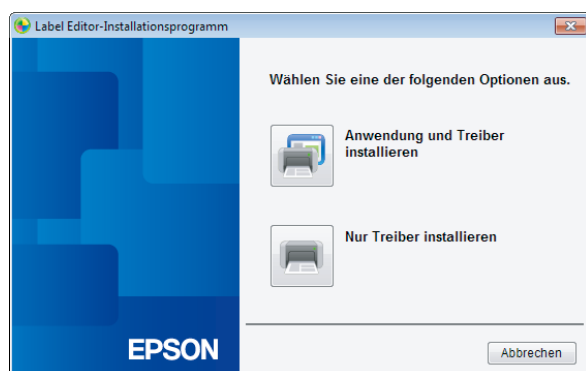 Label Editor-Installationsprogramm
Wählen Sie eine der folgenden Optionen aus.
Anwendung und Treiber
installieren
Nur Treiber installieren
EPSON
Abbrechen